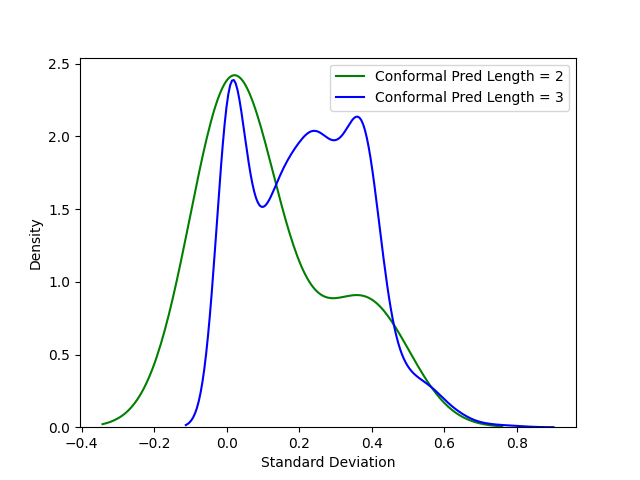 Conformal Pred Length = 2
Conformal Pred Length = 3
Density
2.5
2.0
1.5
1.0
0.5
0.0
−0.4 −0.2 0.0 0.2 0.4 0.6 0.8
Standard Deviation